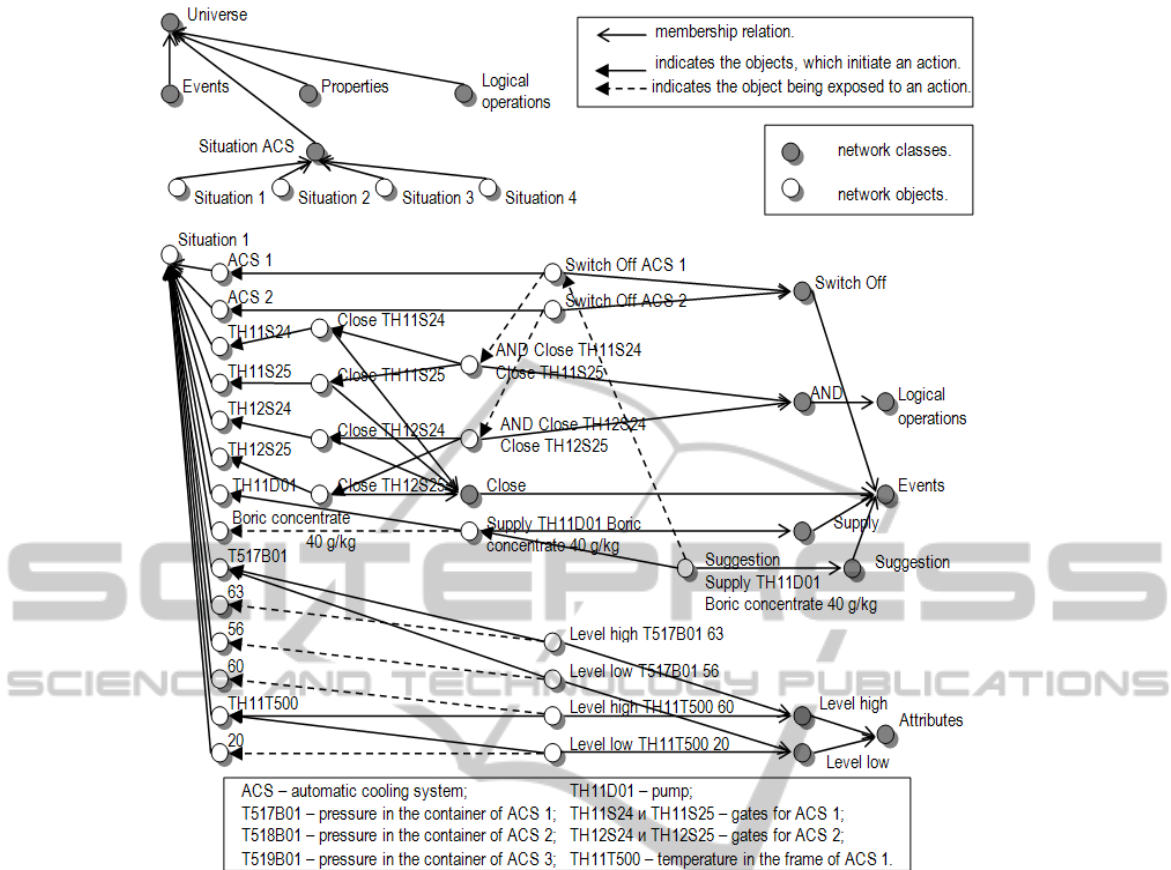 Universe
Events
Properties
Logical
operations
Situation ACS
Situation 1
Situation 2
Situation 3
Situation 4
membership relation.
indicates the objects, which initiate an action.
indicates the object being exposed to an action.
network classes.
network objects.
Situation 1
ACS 1
ACS 2
TH11S24
TH11S25
TH12S24
TH12S25
TH11D01
Boric concentrate
40 g/kg
T517B01
63
56
60
TH11T500
20
Close TH11S24
Close TH11S25
Close TH12S24
Close TH12S25
Switch Off ACS 1
Switch Off ACS 2
AND Close TH11S24
Close TH11S25
AND Close TH12S24
Close TH12S25
Close
Supply TH11D01 Boric
concentrate 40 g/kg
Suggestion
Supply TH11D01
Boric concentrate 40 g/kg
Level high T517B01 63
Level low T517B01 56
Level high TH11T500 60
Level low TH11T500 20
Switch Off
AND
Logical
operations
Events
Supply
Suggestion
Level high
Attributes
Level low
SCITEPRESS
SCIENCE AND TECHNOLOGY PUBLICATIONS
ACS – automatic cooling system; TH11D01 – pump;
T517B01 – pressure in the container of ACS 1; TH11S24 и TH11S25 – gates for ACS 1;
T518B01 – pressure in the container of ACS 2; TH12S24 и TH12S25 – gates for ACS 2;
T519B01 – pressure in the container of ACS 3; TH11T500 – temperature in the frame of ACS 1.